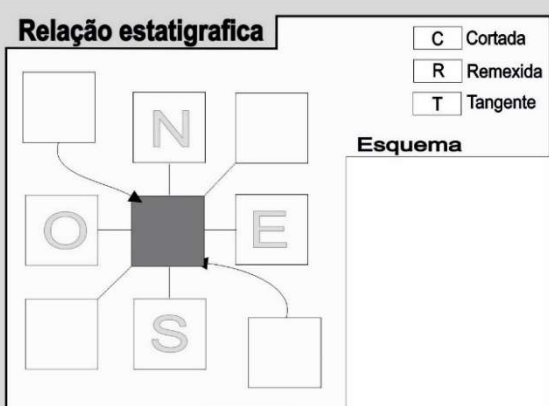 Relação estatigrafica
C Cortada
R Remexida
T Tangente
Esquema
N
O
E
S